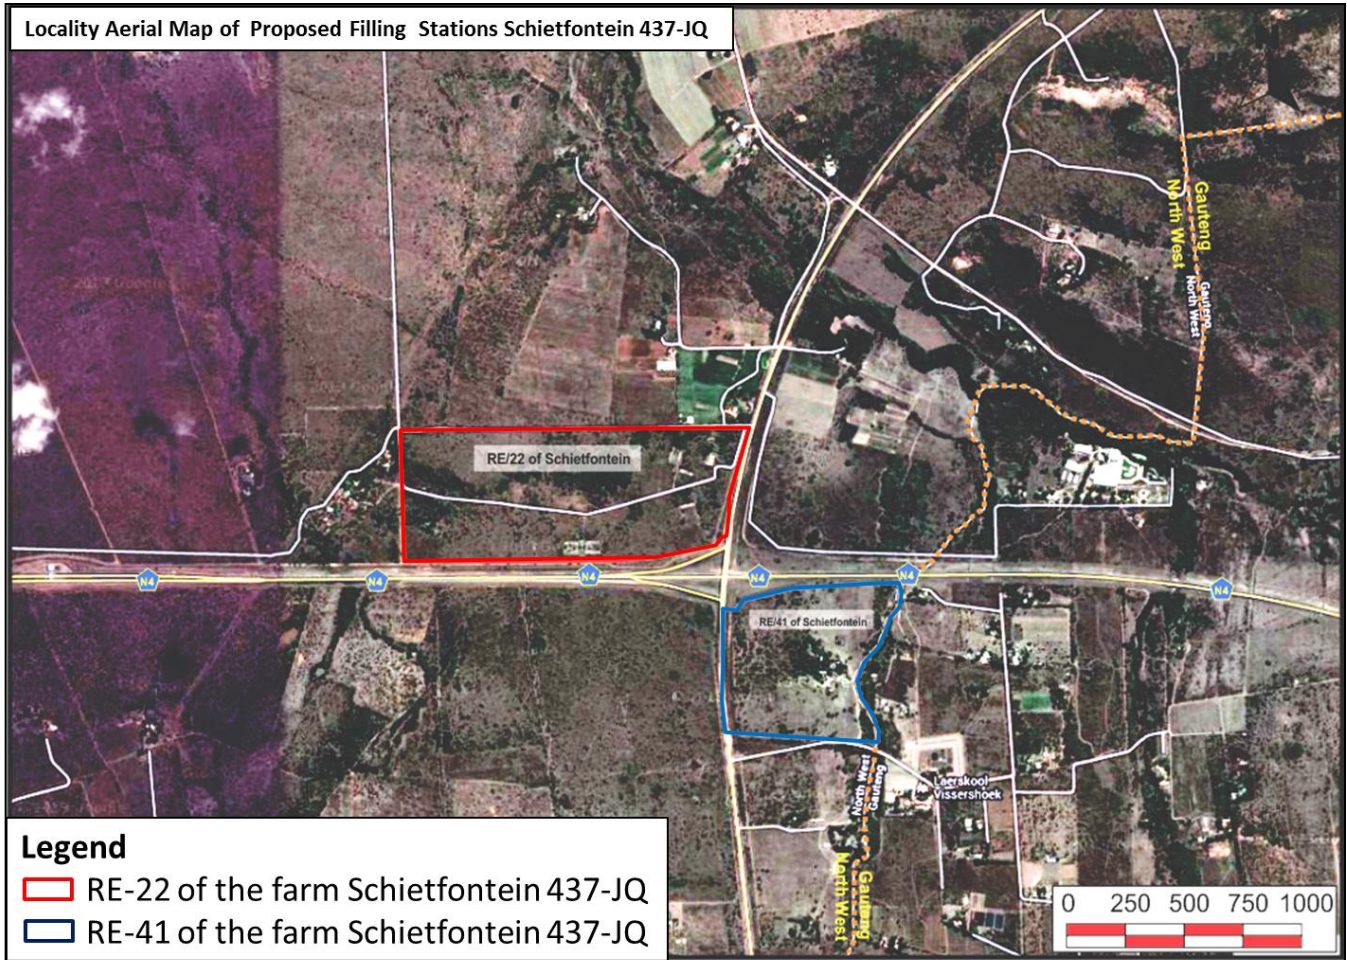 Locality Aerial Map of Proposed Filling Stations Schietfontein 437-JQ
Gauteng
North West
Gauteng
North West
RE/22 of Schietfontein
N4
N4
N4
N4
N4
N4
RE/41 of Schietfontein
North West
Gauteng
Laerskool
Vissershoek
North West
Gauteng
Legend
RE-22 of the farm Schietfontein 437-JQ
RE-41 of the farm Schietfontein 437-JQ
0 250 500 750 1000